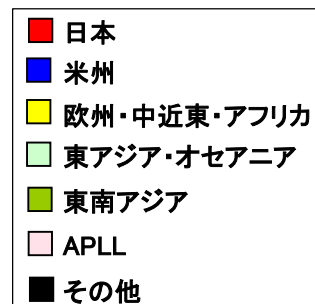 日本
米州
欧州・中近東・アフリカ
東アジア・オセアニア
東南アジア
APLL
その他